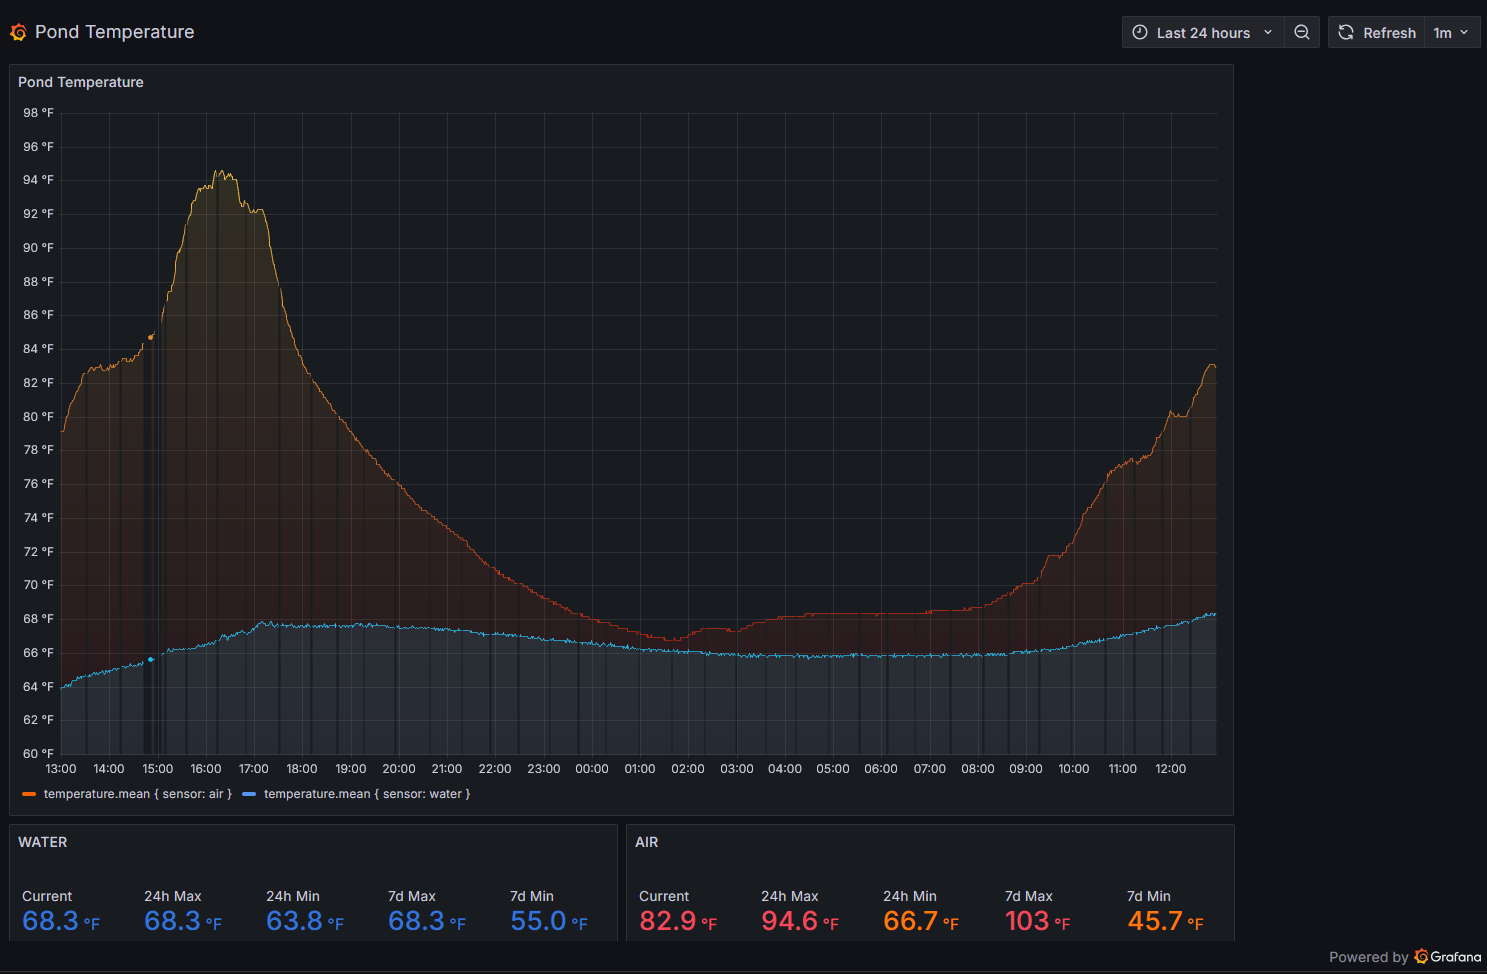 Pond Temperature
Last 24 hours
Refresh
1m
Pond Temperature
98 °F
96 °F
94 °F
92 °F
90 °F
88 °F
86 °F
84 °F
82 °F
80 °F
78 °F
76 °F
74 °F
72 °F
70 °F
68 °F
66 °F
64 °F
62 °F
60 °F
13:00 14:00 15:00 16:00 17:00 18:00 19:00 20:00 21:00 22:00 23:00 00:00 01:00 02:00 03:00 04:00 05:00 06:00 07:00 08:00 09:00 10:00 11:00 12:00
temperature.mean { sensor: air } temperature.mean { sensor: water }
WATER
Current 24h Max 24h Min 7d Max 7d Min
68.3 °F 68.3 °F 63.8 °F 68.3 °F 55.0 °F
AIR
Current 24h Max 24h Min 7d Max 7d Min
82.9 °F 94.6 °F 66.7 °F 103 °F 45.7 °F
Powered by Grafana